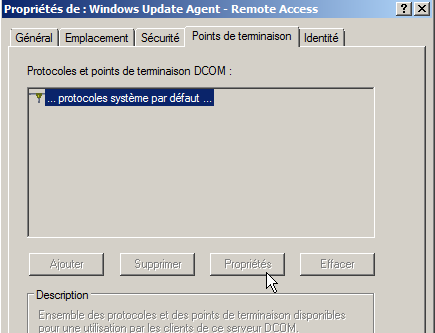 Propriétés de : Windows Update Agent - Remote Access
Général Emplacement Sécurité Points de terminaison Identité
Protocoles et points de terminaison DCOM :
... protocoles système par défaut ...
Ajouter Supprimer Propriétés Effacer
Description
Ensemble des protocoles et des points de terminaison disponibles
pour une utilisation par les clients de ce serveur DCOM.